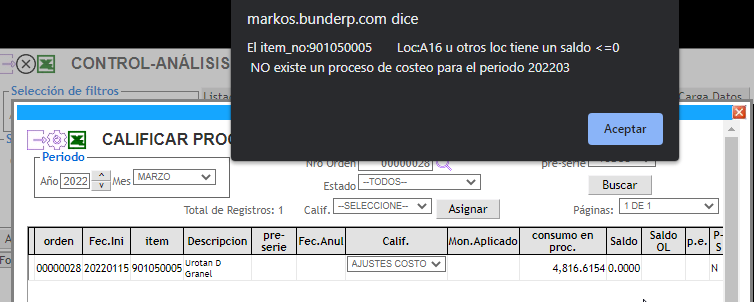 markos.bunderp.com dice
El item_no:901050005 Loc:A16 u otros loc tiene un saldo <=0
NO existe un proceso de costeo para el periodo 202203
Aceptar
CONTROL-ANÁLISIS
Selección de filtros
Carga Datos
CALIFICAR PROC
Periodo
Año 2022 Mes MARZO
Nro Orden 00000028 pre-serie
Estado --TODOS-- Buscar
Total de Registros: 1 Calif. --SELECCIONE-- Asignar Páginas: 1 DE 1
orden Fec.Ini item Descripcion pre-serie Fec.Anul Calif. Mon.Aplicado consumo en proc. Saldo Saldo OL p.e. P-S
00000028 20220115 901050005 Urotan D Granel AJUSTES COSTO 4,816.6154 0.0000 N